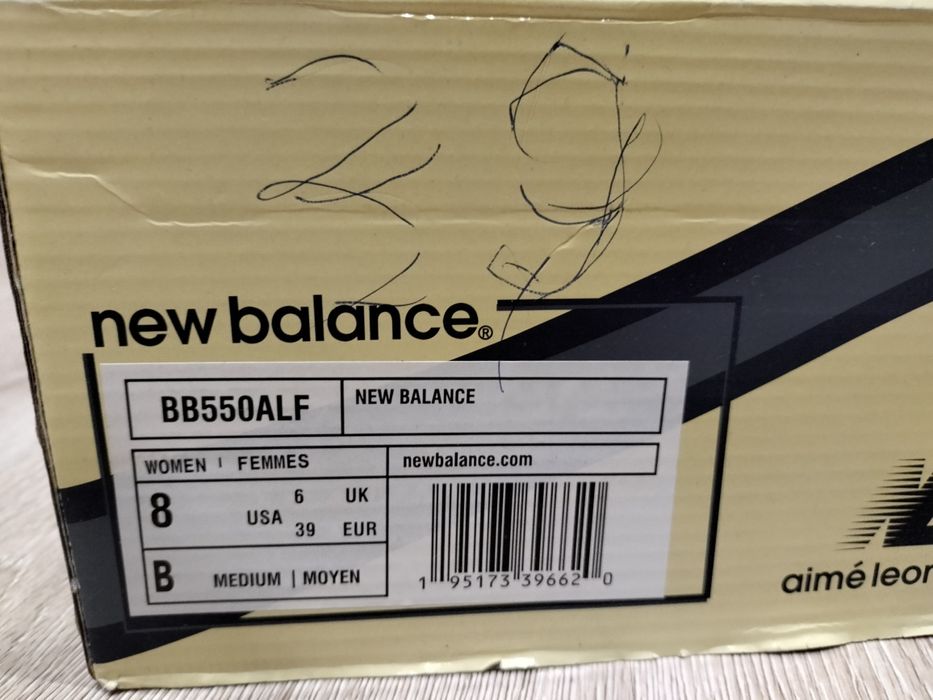 new balance®
BB550ALF
NEW BALANCE
WOMEN | FEMMES
newbalance.com
8 USA 6 UK
39 EUR
B MEDIUM | MOYEN
1 95173 39662 0
aimé leon